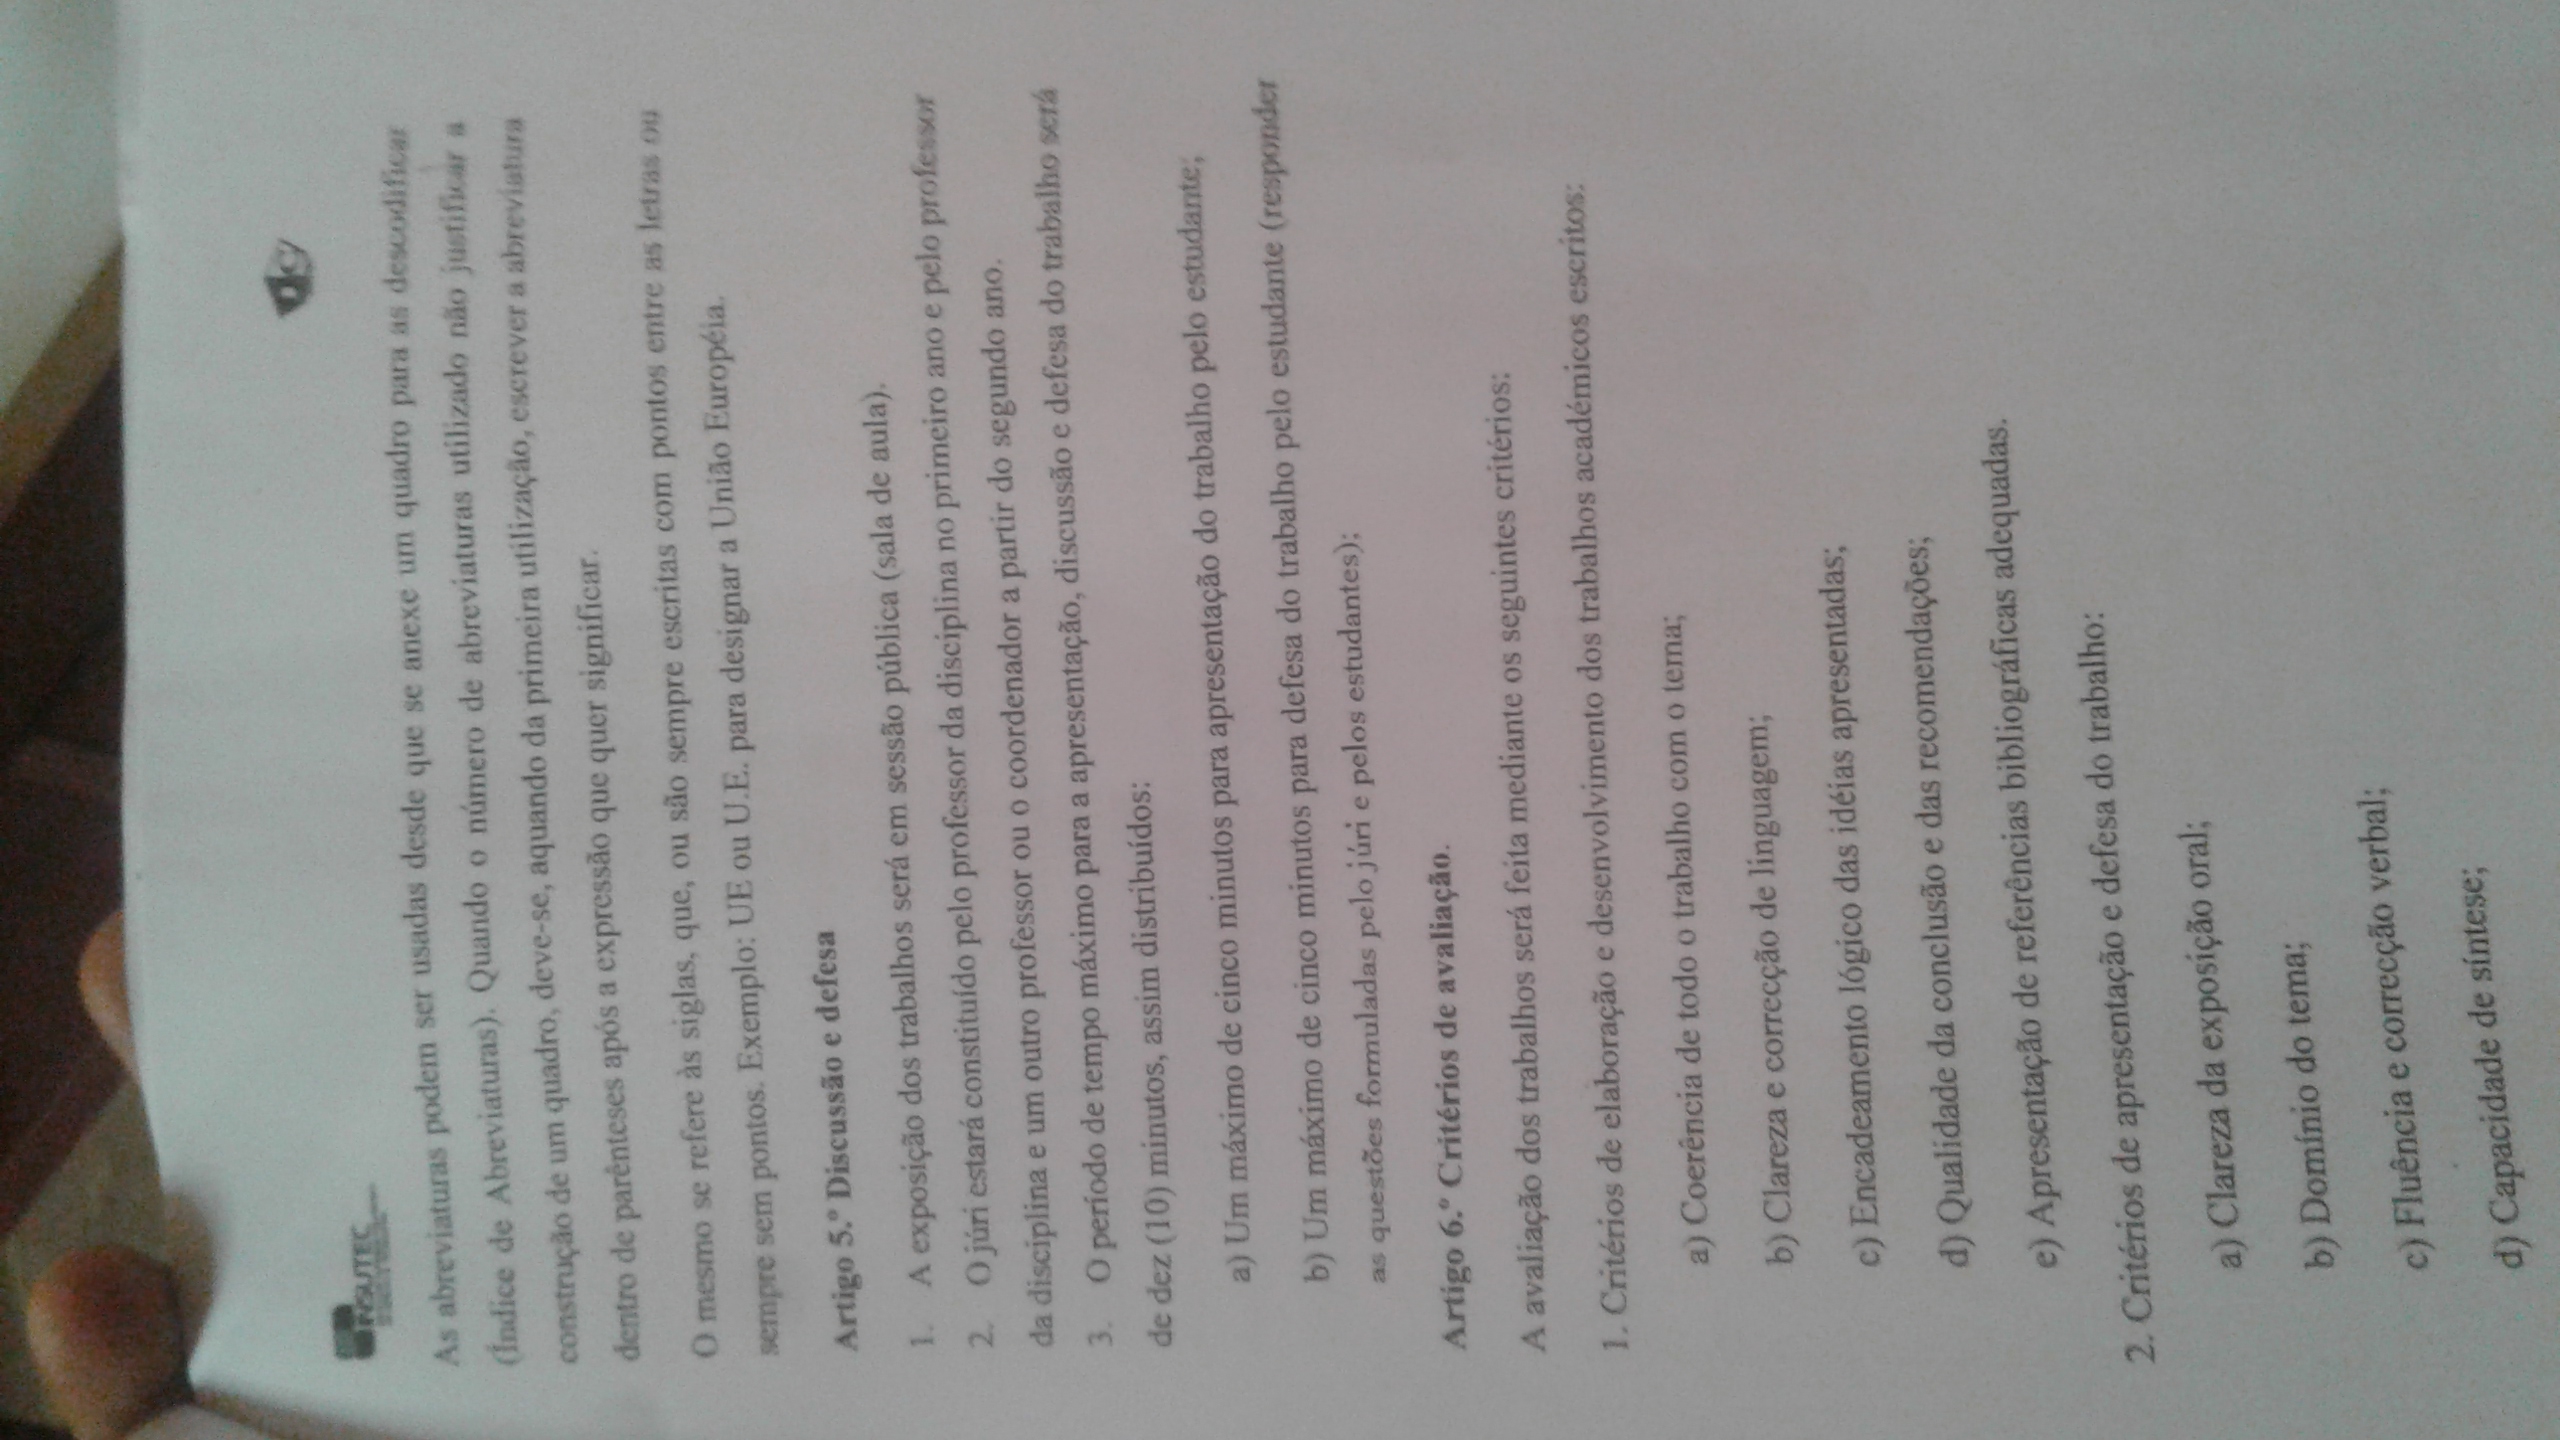 INSUTEC
As abreviaturas podem ser usadas desde que se anexe um quadro para as descodificar
(Índice de Abreviaturas). Quando o número de abreviaturas utilizado não justificar a
construção de um quadro, deve-se, aquando da primeira utilização, escrever a abreviatura
dentro de parênteses após a expressão que quer significar.
O mesmo se refere às siglas, que, ou são sempre escritas com pontos entre as letras ou
sempre sem pontos. Exemplo: UE ou U.E. para designar a União Européia.
Artigo 5.º Discussão e defesa
1. A exposição dos trabalhos será em sessão pública (sala de aula).
2. O júri estará constituído pelo professor da disciplina no primeiro ano e pelo professor
da disciplina e um outro professor ou o coordenador a partir do segundo ano.
3. O período de tempo máximo para a apresentação, discussão e defesa do trabalho será
de dez (10) minutos, assim distribuídos:
a) Um máximo de cinco minutos para apresentação do trabalho pelo estudante;
b) Um máximo de cinco minutos para defesa do trabalho pelo estudante (responder
as questões formuladas pelo júri e pelos estudantes);
Artigo 6.º Critérios de avaliação.
A avaliação dos trabalhos será feita mediante os seguintes critérios:
1. Critérios de elaboração e desenvolvimento dos trabalhos académicos escritos:
a) Coerência de todo o trabalho com o tema;
b) Clareza e correcção de linguagem;
c) Encadeamento lógico das idéias apresentadas;
d) Qualidade da conclusão e das recomendações;
e) Apresentação de referências bibliográficas adequadas.
2. Critérios de apresentação e defesa do trabalho:
a) Clareza da exposição oral;
b) Domínio do tema;
c) Fluência e correcção verbal;
d) Capacidade de síntese;